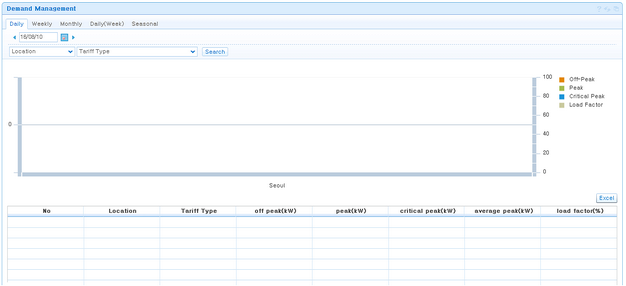 Demand Management
Daily Weekly Monthly Daily(Week) Seasonal
16/08/10
Location Tariff Type Search
100
80
60
40
20
0
0
Off-Peak
Peak
Critical Peak
Load Factor
Seoul
Excel
No Location Tariff Type off peak(kW) peak(kW) critical peak(kW) average peak(kW) load factor(%)